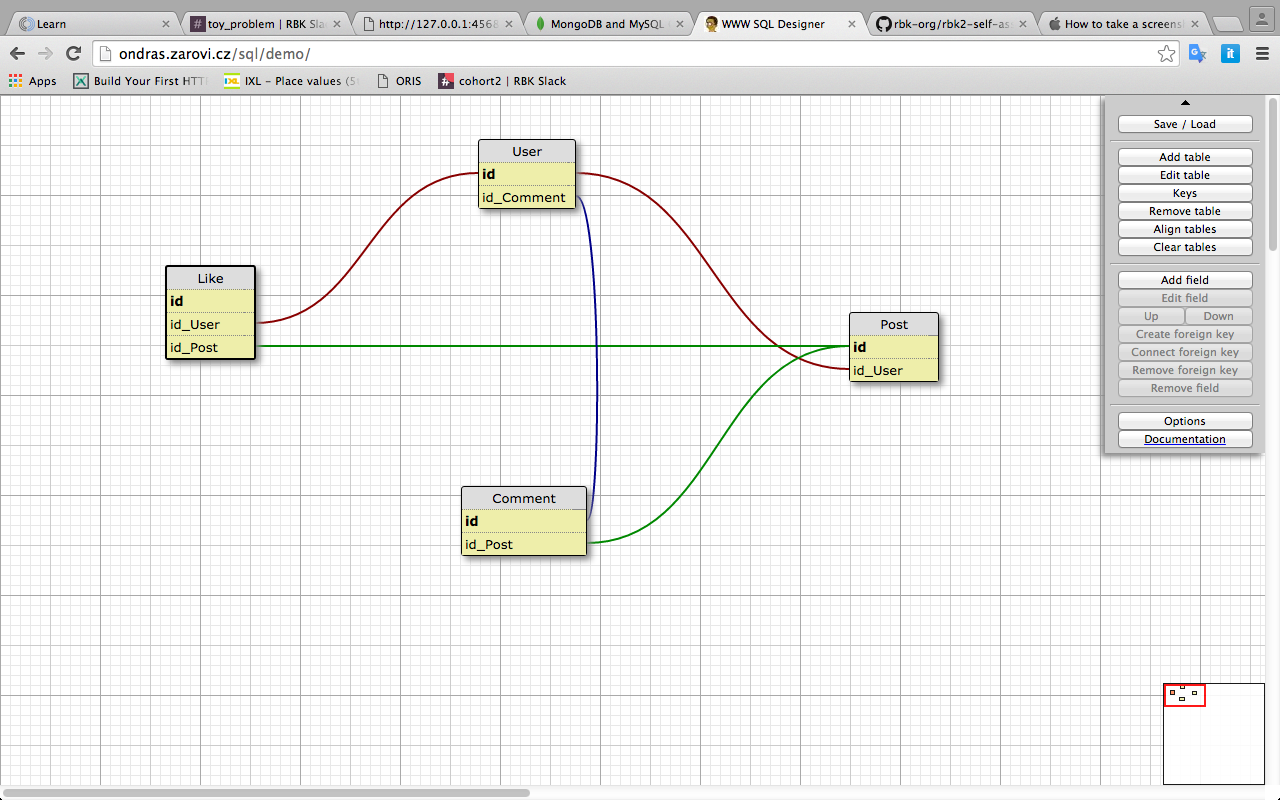 Learn
toy_problem | RBK Sla
http://127.0.0.1:4568
MongoDB and MySQL
WWW SQL Designer
rbk-org/rbk2-self-as
How to take a screens
ondras.zarovi.cz/sql/demo/
Apps
Build Your First HTT
IXL - Place values (5
ORIS
cohort2 | RBK Slack
Save / Load
Add table
Edit table
Keys
Remove table
Align tables
Clear tables
Add field
Edit field
Up
Down
Create foreign key
Connect foreign key
Remove foreign key
Remove field
Options
Documentation
User
id
id_Comment
Like
id
id_User
id_Post
Post
id
id_User
Comment
id
id_Post